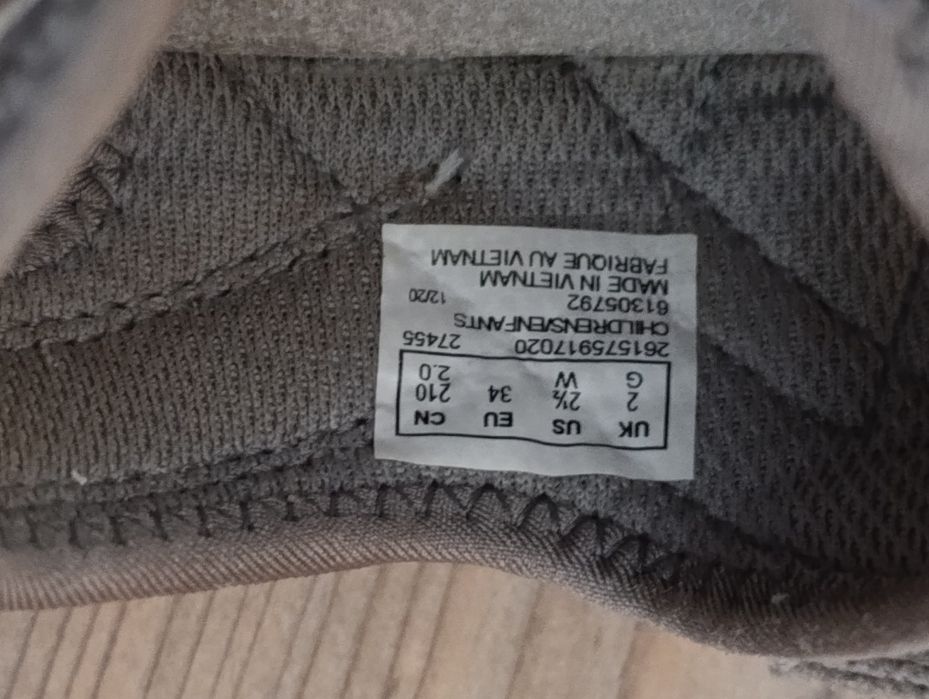 UK US EU CN
2 2½ 34 210
G W 2.0
261575917020 27455
CHILDRENS/ENFANTS
61305792 12/20
MADE IN VIETNAM
FABRIQUE AU VIETNAM